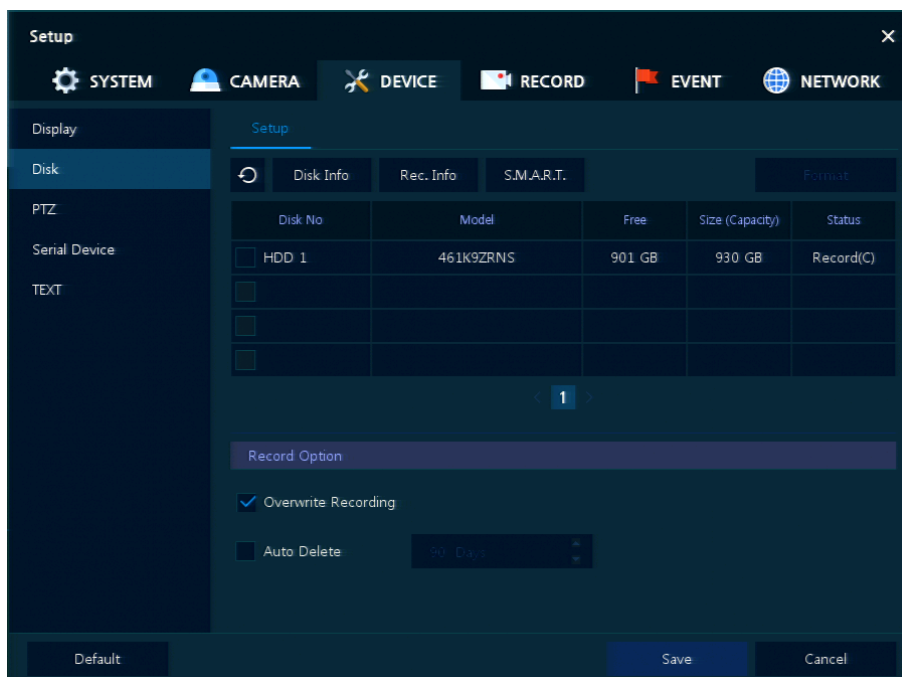 Setup
SYSTEM CAMERA DEVICE RECORD EVENT NETWORK
Display
Disk
PTZ
Serial Device
TEXT
Setup
Disk Info Rec. Info S.M.A.R.T. Format
Disk No Model Free Size (Capacity) Status
HDD 1 461K9ZRNS 901 GB 930 GB Record(C)
< 1 >
Record Option
Overwrite Recording
Auto Delete 90 Days
Default Save Cancel